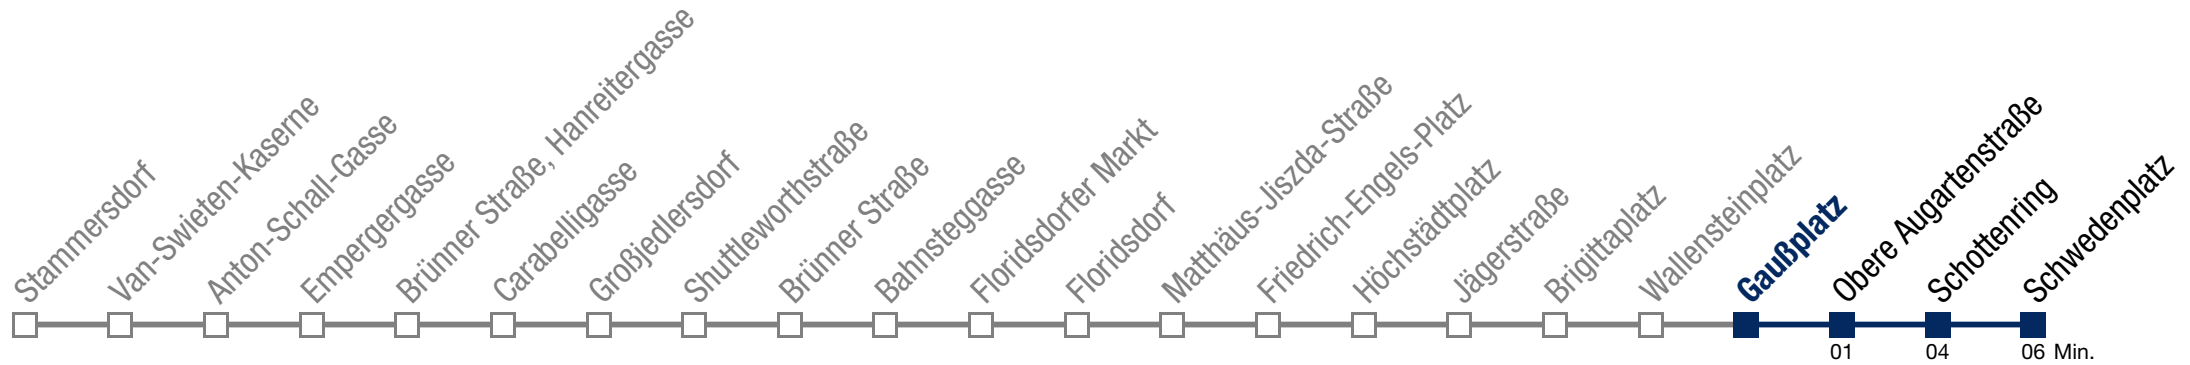 Stammersdorf
Van-Swieten-Kaserne
Anton-Schall-Gasse
Empergergasse
Brünner Straße, Hanreitergasse
Carabelligasse
Großjedlersdorf
Shuttleworthstraße
Brünner Straße
Bahnsteggasse
Floridsdorfer Markt
Floridsdorf
Matthäus-Jiszda-Straße
Friedrich-Engels-Platz
Höchstädtplatz
Jägerstraße
Brigittaplatz
Wallensteinplatz
Gaußplatz
Obere Augartenstraße
Schottenring
Schwedenplatz
01 04 06 Min.